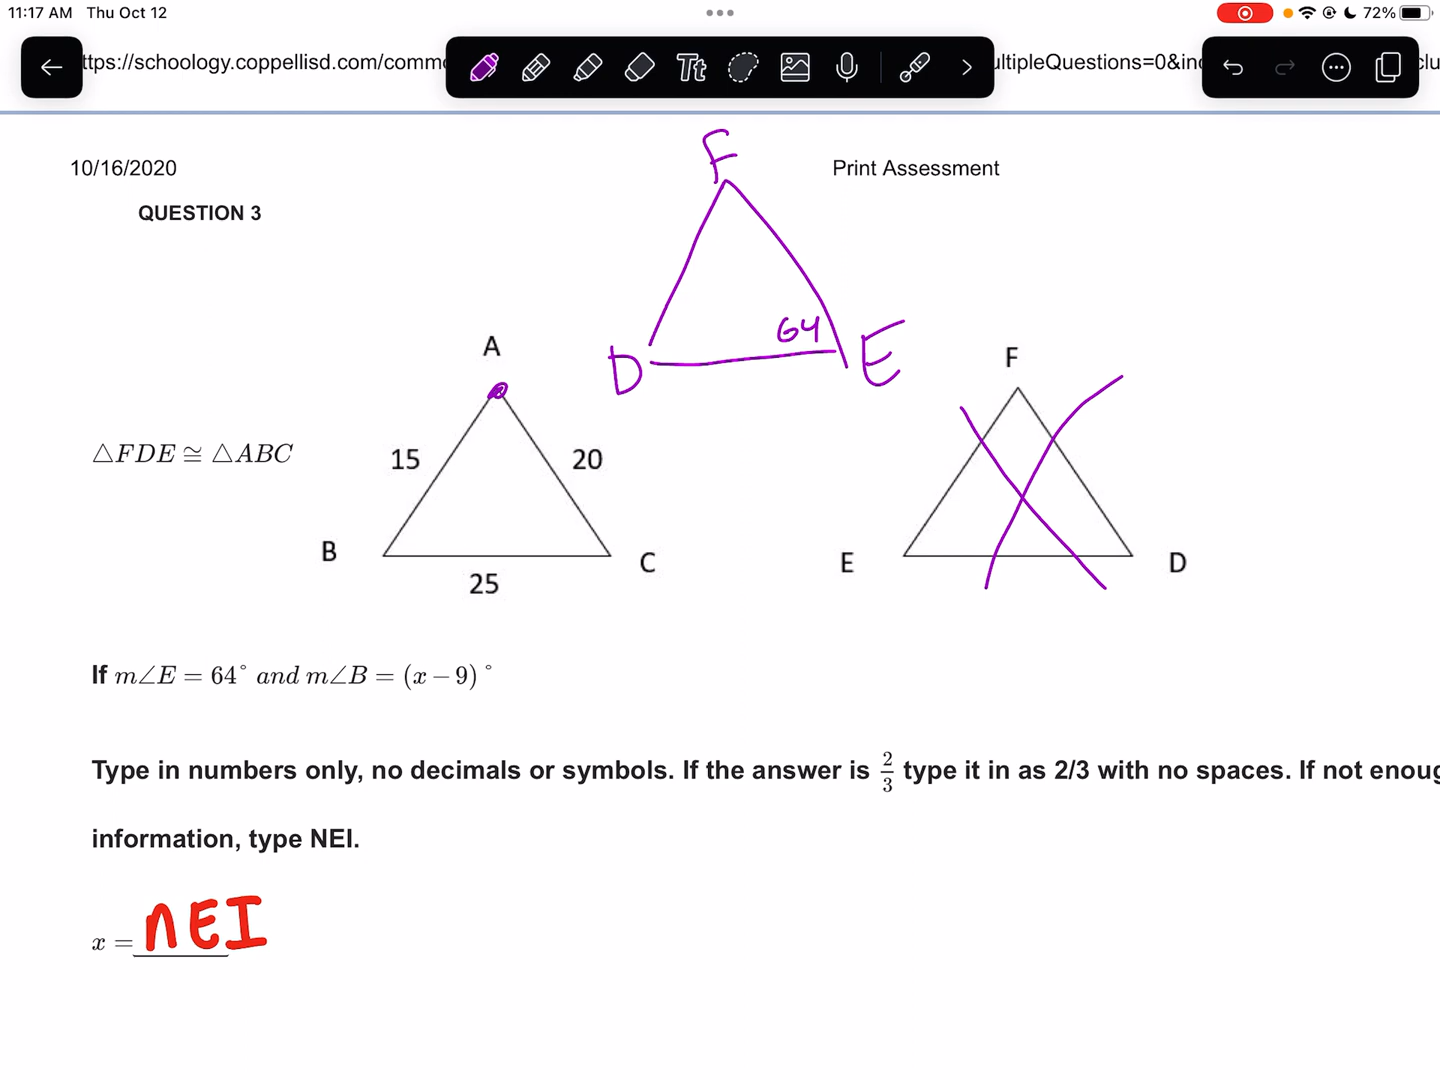 11:17 AM Thu Oct 12
72%
ttps://schoology.coppellisd.com/comm
Tt
ultipleQuestions=0&in
clu
10/16/2020
Print Assessment
QUESTION 3
F
D
64
E
△FDE ≅ △ABC
A
15
20
B
25
C
F
E
D
If m∠E = 64° and m∠B = (x – 9)°
Type in numbers only, no decimals or symbols. If the answer is 2/3 type it in as 2/3 with no spaces. If not enoug
information, type NEI.
x = nEI